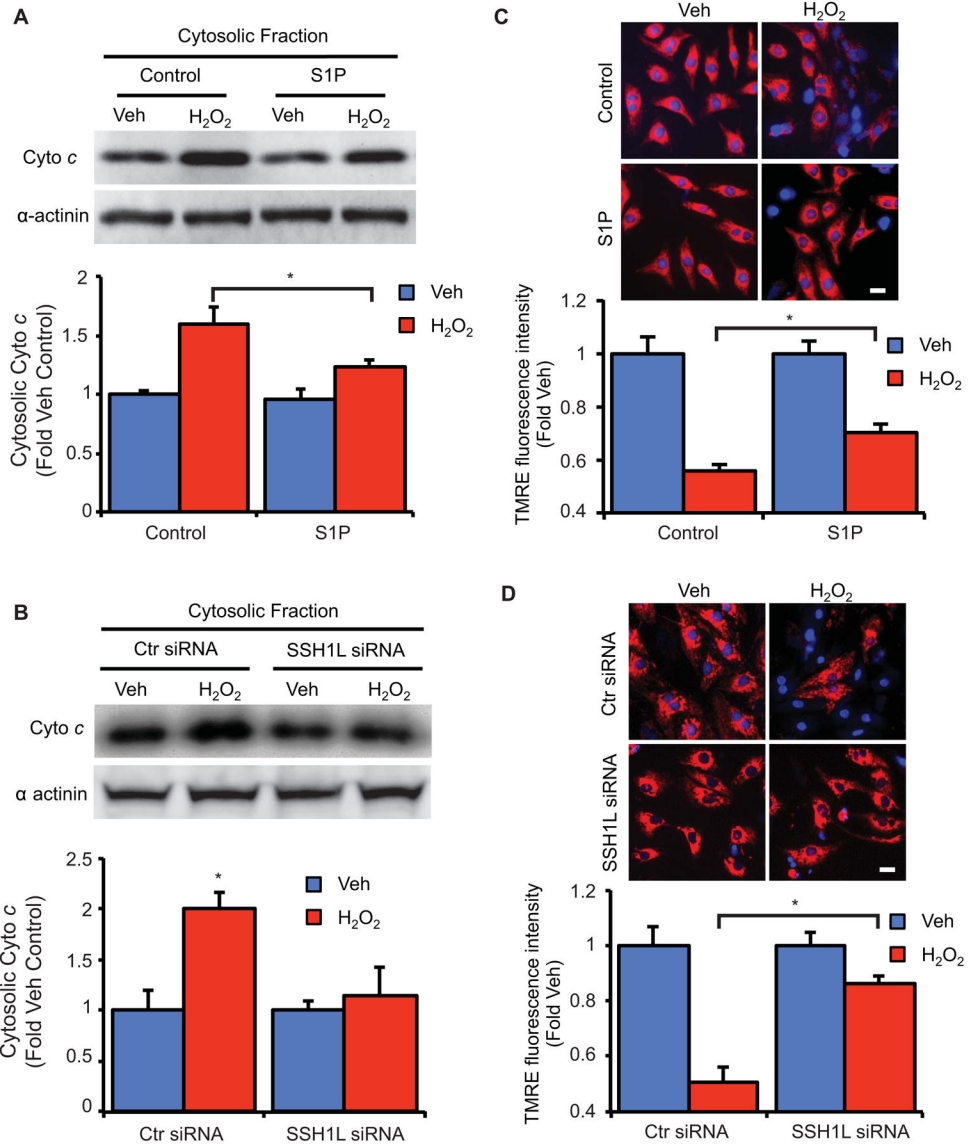 A
Cytosolic Fraction
Control S1P
Veh H₂O₂ Veh H₂O₂
Cyto c
α-actinin
Cytosolic Cyto c
(Fold Veh Control)
2
1.5
1
0.5
0
*
Veh
H₂O₂
Control S1P
C
Veh H₂O₂
Control
S1P
TMRE fluorescence intensity
(Fold Veh)
1.2
1
0.8
0.6
0.4
*
Veh
H₂O₂
Control S1P
B
Cytosolic Fraction
Ctr siRNA SSH1L siRNA
Veh H₂O₂ Veh H₂O₂
Cyto c
α actinin
Cytosolic Cyto c
(Fold Veh Control)
2.5
2
1.5
1
0.5
0
*
Veh
H₂O₂
Ctr siRNA SSH1L siRNA
D
Veh H₂O₂
Ctr siRNA
SSH1L siRNA
TMRE fluorescence intensity
(Fold Veh)
1.2
1
0.8
0.6
0.4
*
Veh
H₂O₂
Ctr siRNA SSH1L siRNA